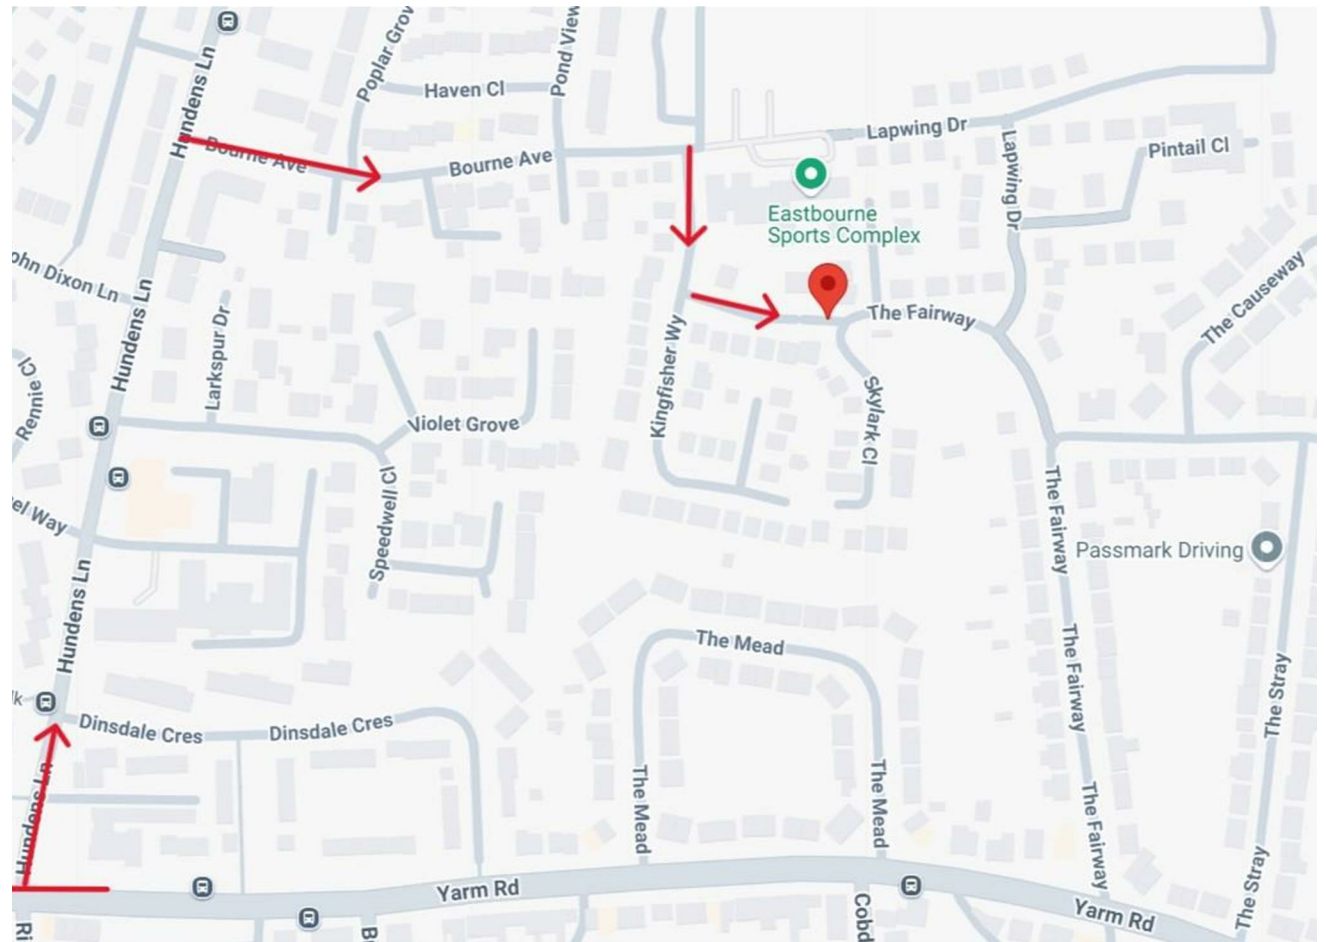 Hundens Ln
Poplar Grov
Pond View
Haven Cl
Bourne Ave
Bourne Ave
Lapwing Dr
Lapwing Dr
Pintail Cl
Eastbourne
Sports Complex
The Causeway
ohn Dixon Ln
Hundens Ln
Larkspur Dr
The Fairway
Kingfisher Wy
Rennie Cl
Violet Grove
Skylark Cl
Speedwell Cl
el Way
The Fairway
Passmark Driving
Hundens Ln
The Mead
The Fairway
The Stray
lk
Dinsdale Cres
Dinsdale Cres
The Mead
The Mead
Hundens Ln
The Fairway
The Stray
Yarm Rd
Yarm Rd
Ri
Cobd